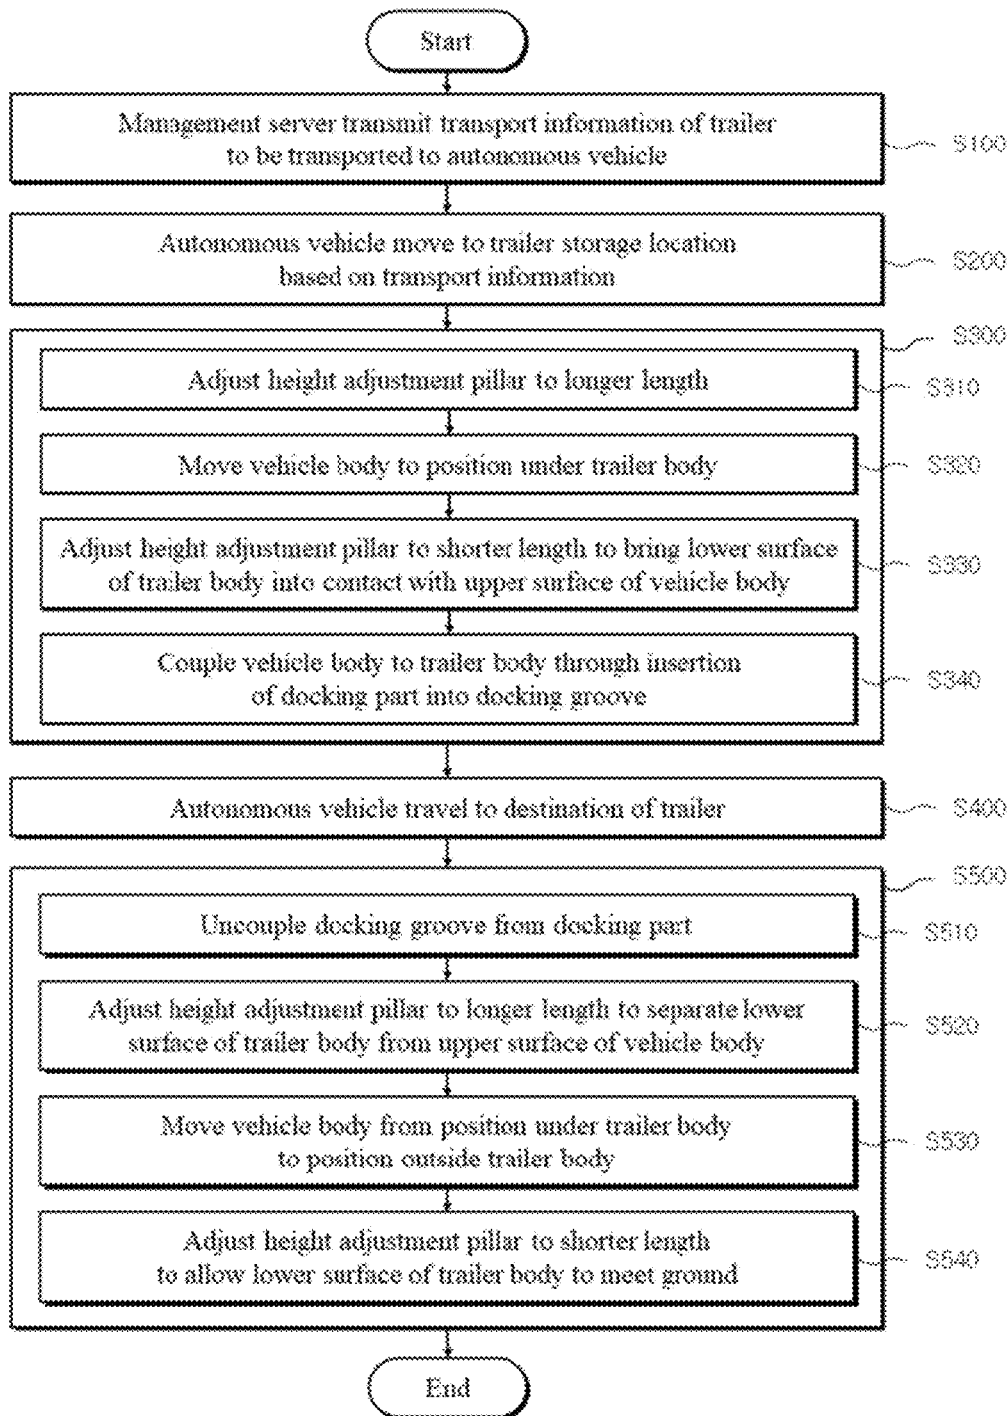 Start
Management server transmit transport information of trailer
to be transported to autonomous vehicle
S100
Autonomous vehicle move to trailer storage location
based on transport information
S200
S300
Adjust height adjustment pillar to longer length
S310
Move vehicle body to position under trailer body
S320
Adjust height adjustment pillar to shorter length to bring lower surface
of trailer body into contact with upper surface of vehicle body
S330
Couple vehicle body to trailer body through insertion
of docking part into docking groove
S340
Autonomous vehicle travel to destination of trailer
S400
S500
Uncouple docking groove from docking part
S510
Adjust height adjustment pillar to longer length to separate lower
surface of trailer body from upper surface of vehicle body
S520
Move vehicle body from position under trailer body
to position outside trailer body
S530
Adjust height adjustment pillar to shorter length
to allow lower surface of trailer body to meet ground
S540
End